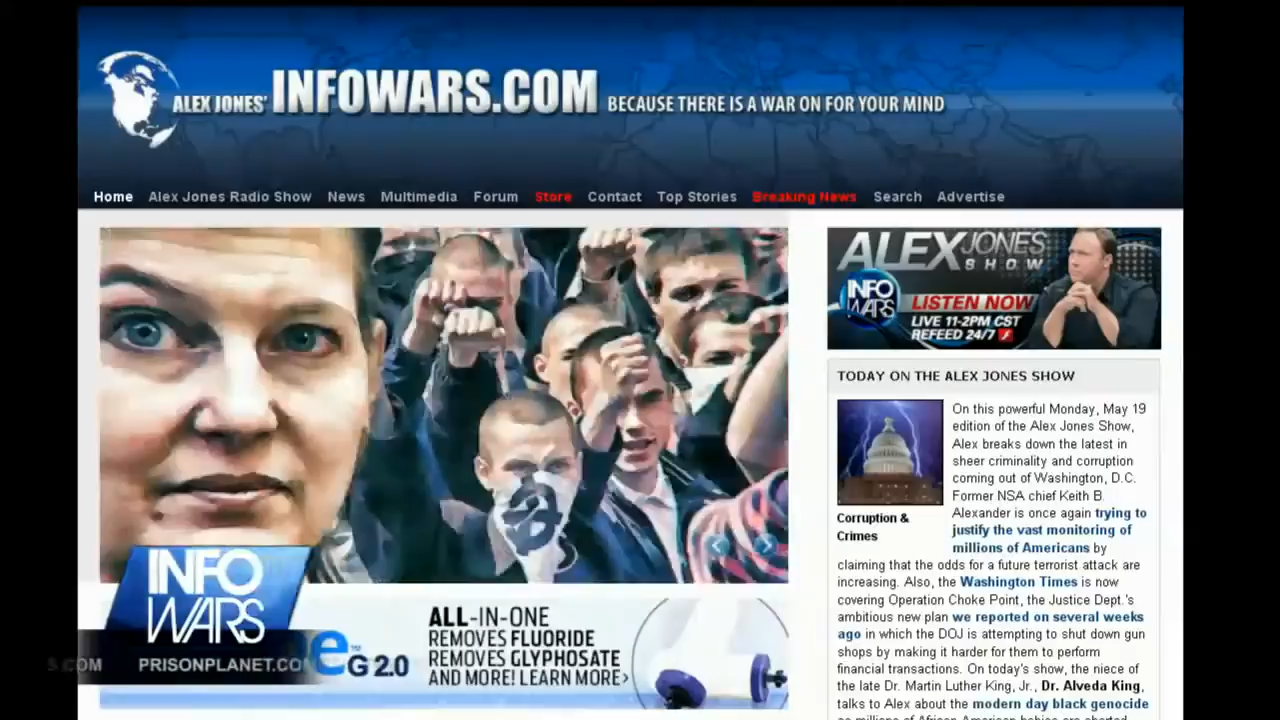 ALEX JONES' INFOWARS.COM BECAUSE THERE IS A WAR ON FOR YOUR MIND
Home Alex Jones Radio Show News Multimedia Forum Store Contact Top Stories Breaking News Search Advertise
ALEX JONES
SHOW
INFO
WARS
LISTEN NOW
LIVE 11-2PM CST
REFEED 24/7
TODAY ON THE ALEX JONES SHOW
Corruption &
Crimes
On this powerful Monday, May 19
edition of the Alex Jones Show,
Alex breaks down the latest in
sheer criminality and corruption
coming out of Washington, D.C.
Former NSA chief Keith B.
Alexander is once again trying to
justify the vast monitoring of
millions of Americans by
claiming that the odds for a future terrorist attack are
increasing. Also, the Washington Times is now
covering Operation Choke Point, the Justice Dept.'s
ambitious new plan we reported on several weeks
ago in which the DOJ is attempting to shut down gun
shops by making it harder for them to perform
financial transactions. On today's show, the niece of
the late Dr. Martin Luther King, Jr., Dr. Alveda King,
talks to Alex about the modern day black genocide
as millions of African American babies are aborted
INFO
WARS
S.COM PRISONPLANET.COM
e™
G 2.0
ALL-IN-ONE
REMOVES FLUORIDE
REMOVES GLYPHOSATE
AND MORE! LEARN MORE›